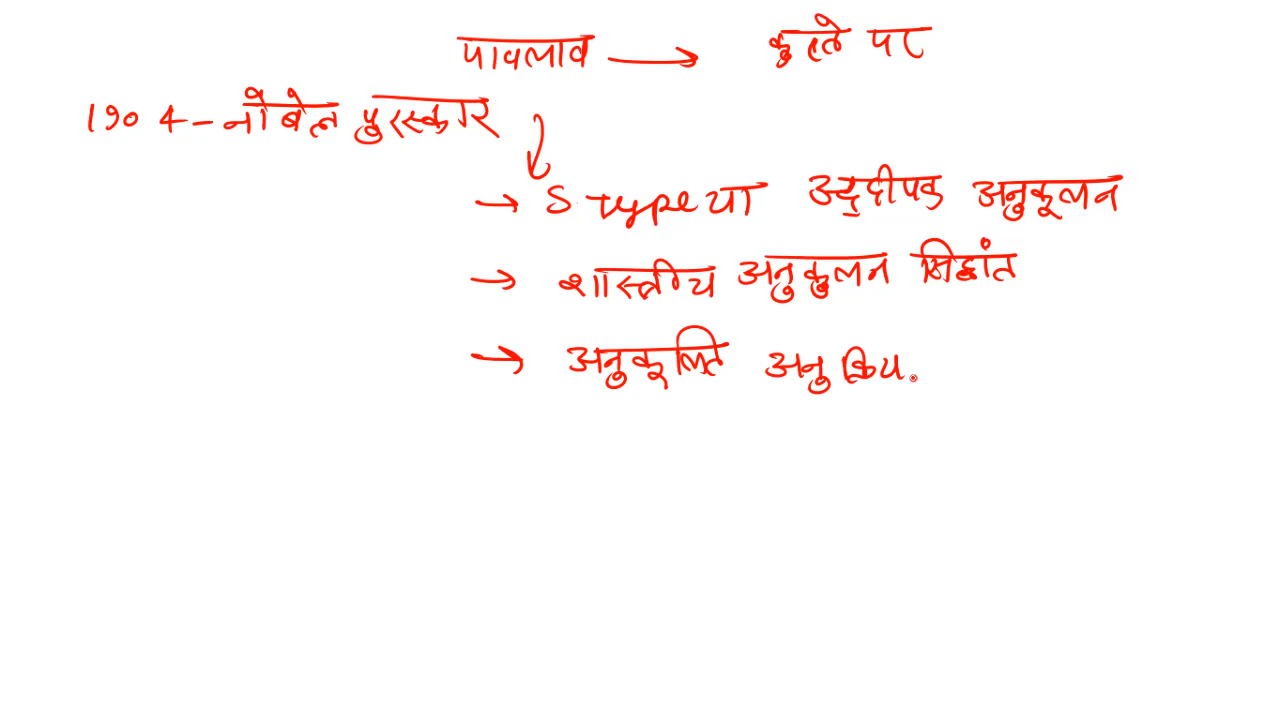 पावलाव → कुत्ते पर
1904 - नोबेल पुरस्कार
→ S type या उद्दीपक अनुकूलन
→ शास्त्रीय अनुकुलन सिद्धांत
→ अनुकूलित अनुक्रिय